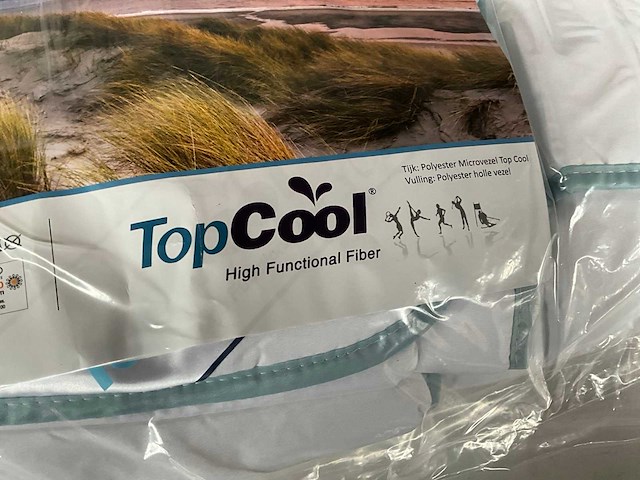 Tijk: Polyester Microvezel Top Cool
Vulling: Polyester holle vezel
TopCool®
High Functional Fiber